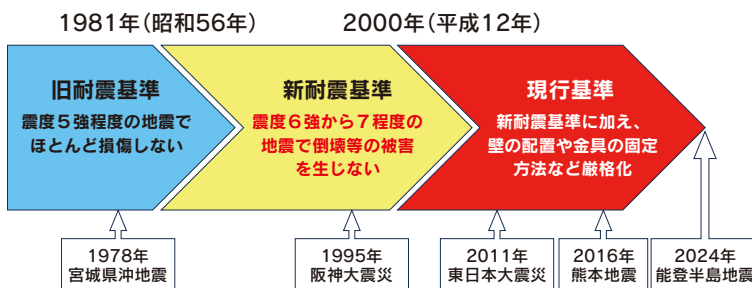 1981年(昭和56年)
2000年(平成12年)
旧耐震基準
震度5強程度の地震で
ほとんど損傷しない
新耐震基準
震度6強から7程度の
地震で倒壊等の被害
を生じない
現行基準
新耐震基準に加え、
壁の配置や金具の固定
方法など厳格化
1978年
宮城県沖地震
1995年
阪神大震災
2011年
東日本大震災
2016年
熊本地震
2024年
能登半島地震